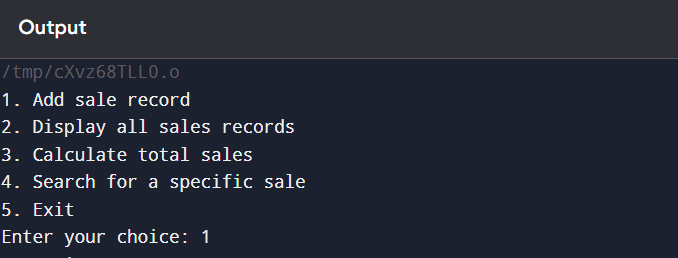 Output
/tmp/cXvz68TLLO.o
1. Add sale record
2. Display all sales records
3. Calculate total sales
4. Search for a specific sale
5. Exit
Enter your choice: 1